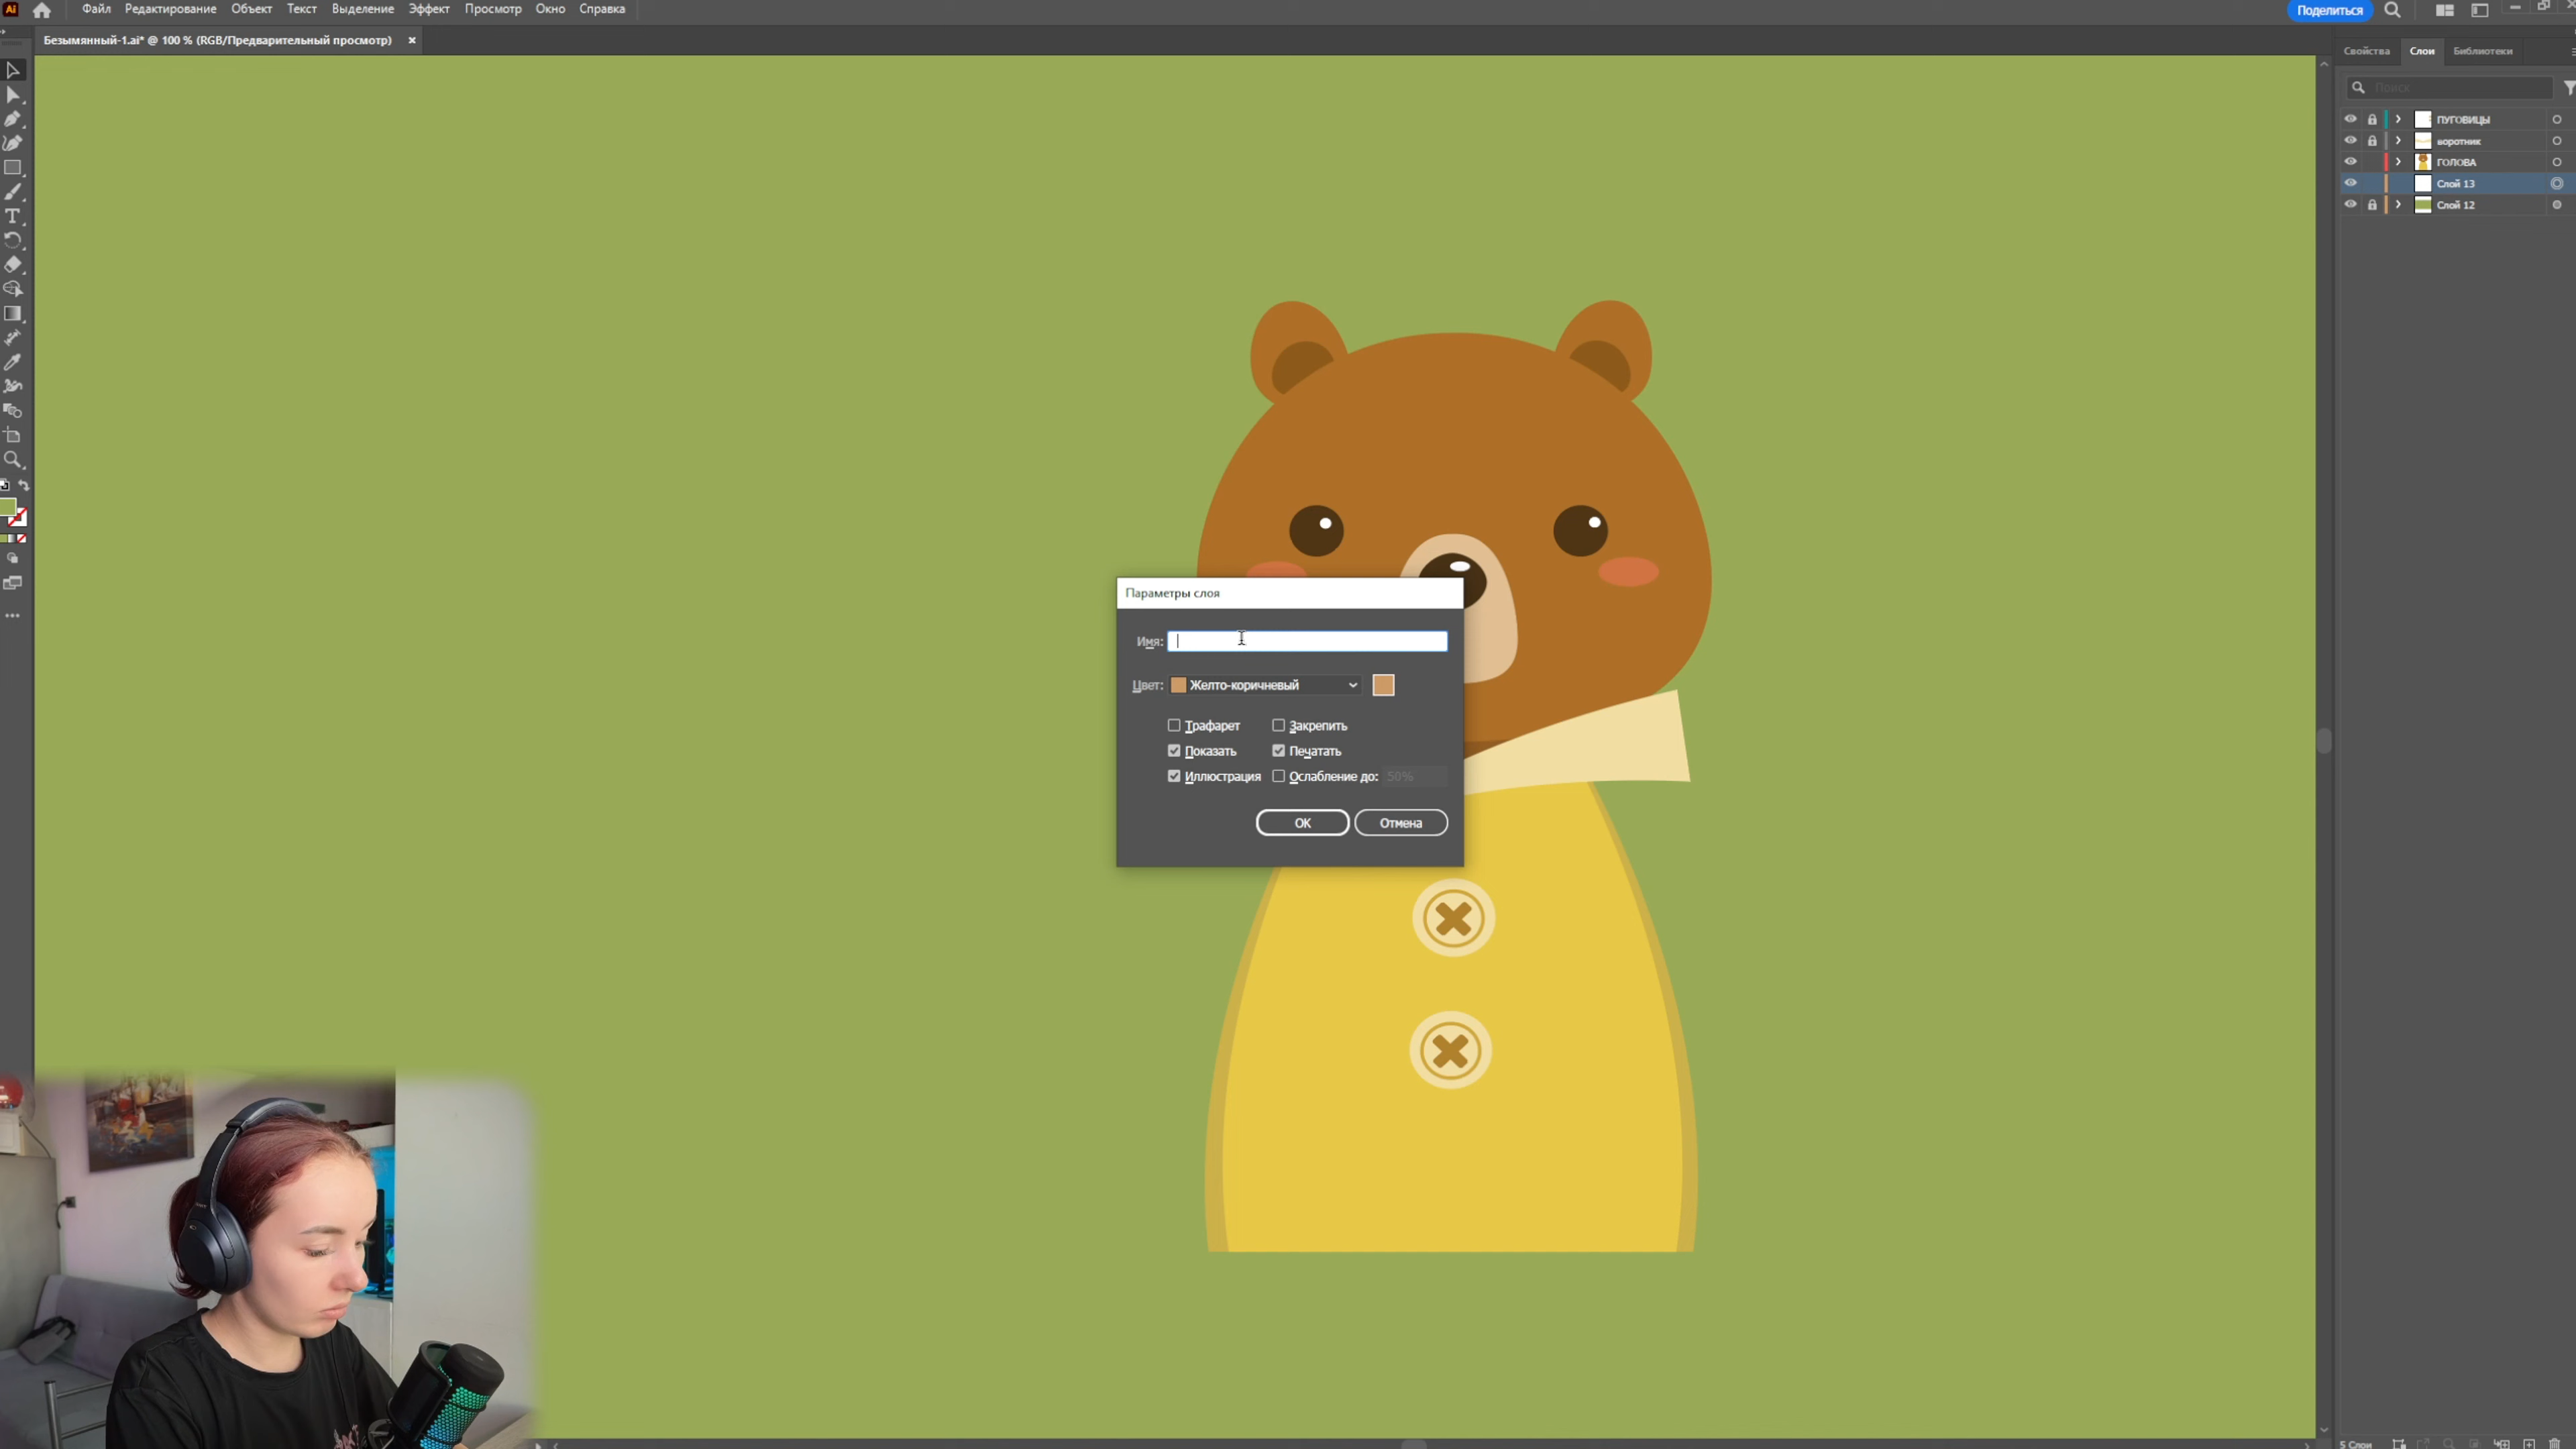 Ai Файл Редактирование Объект Текст Выделение Эффект Просмотр Окно Справка Поделиться
Безымянный-1.ai* @ 100 % (RGB/Предварительный просмотр) ×
Свойства Слои Библиотеки
Поиск
ПУГОВИЦЫ
воротник
ГОЛОВА
Слой 13
Слой 12
Параметры слоя
Имя:
Цвет: Желто-коричневый
Трафарет Закрепить
Показать Печатать
Иллюстрация Ослабление до: 50%
ОК Отмена
5 Слои